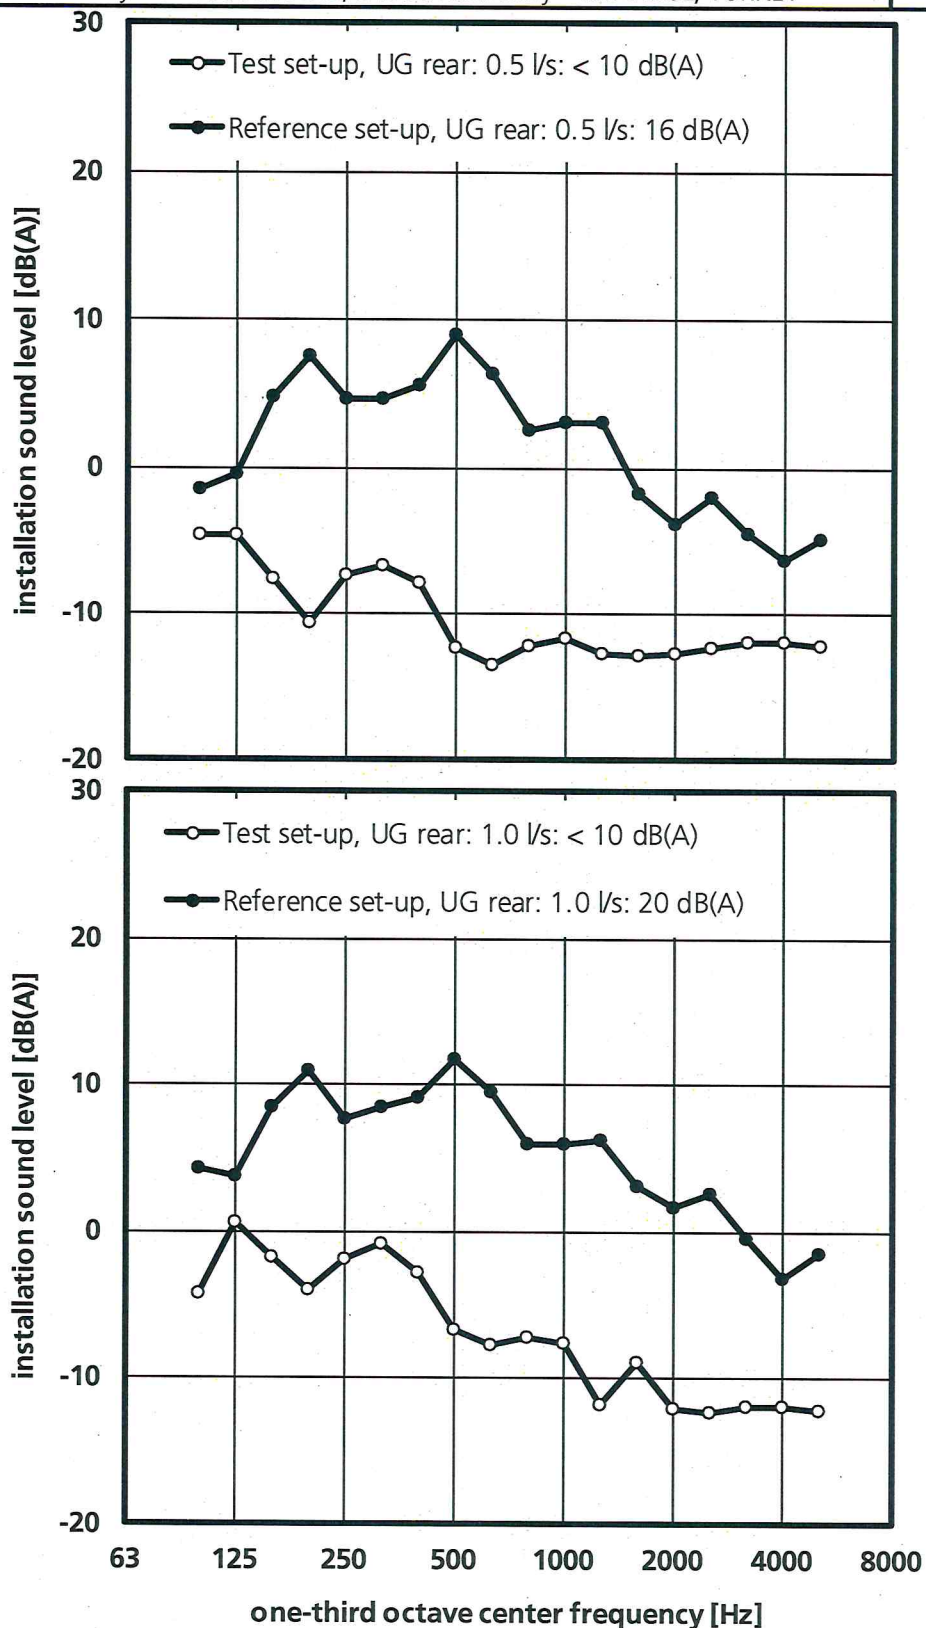 30
Test set-up, UG rear: 0.5 l/s: < 10 dB(A)
Reference set-up, UG rear: 0.5 l/s: 16 dB(A)
20
10
0
-10
-20
installation sound level [dB(A)]
30
Test set-up, UG rear: 1.0 l/s: < 10 dB(A)
Reference set-up, UG rear: 1.0 l/s: 20 dB(A)
20
10
0
-10
-20
installation sound level [dB(A)]
63 125 250 500 1000 2000 4000 8000
one-third octave center frequency [Hz]